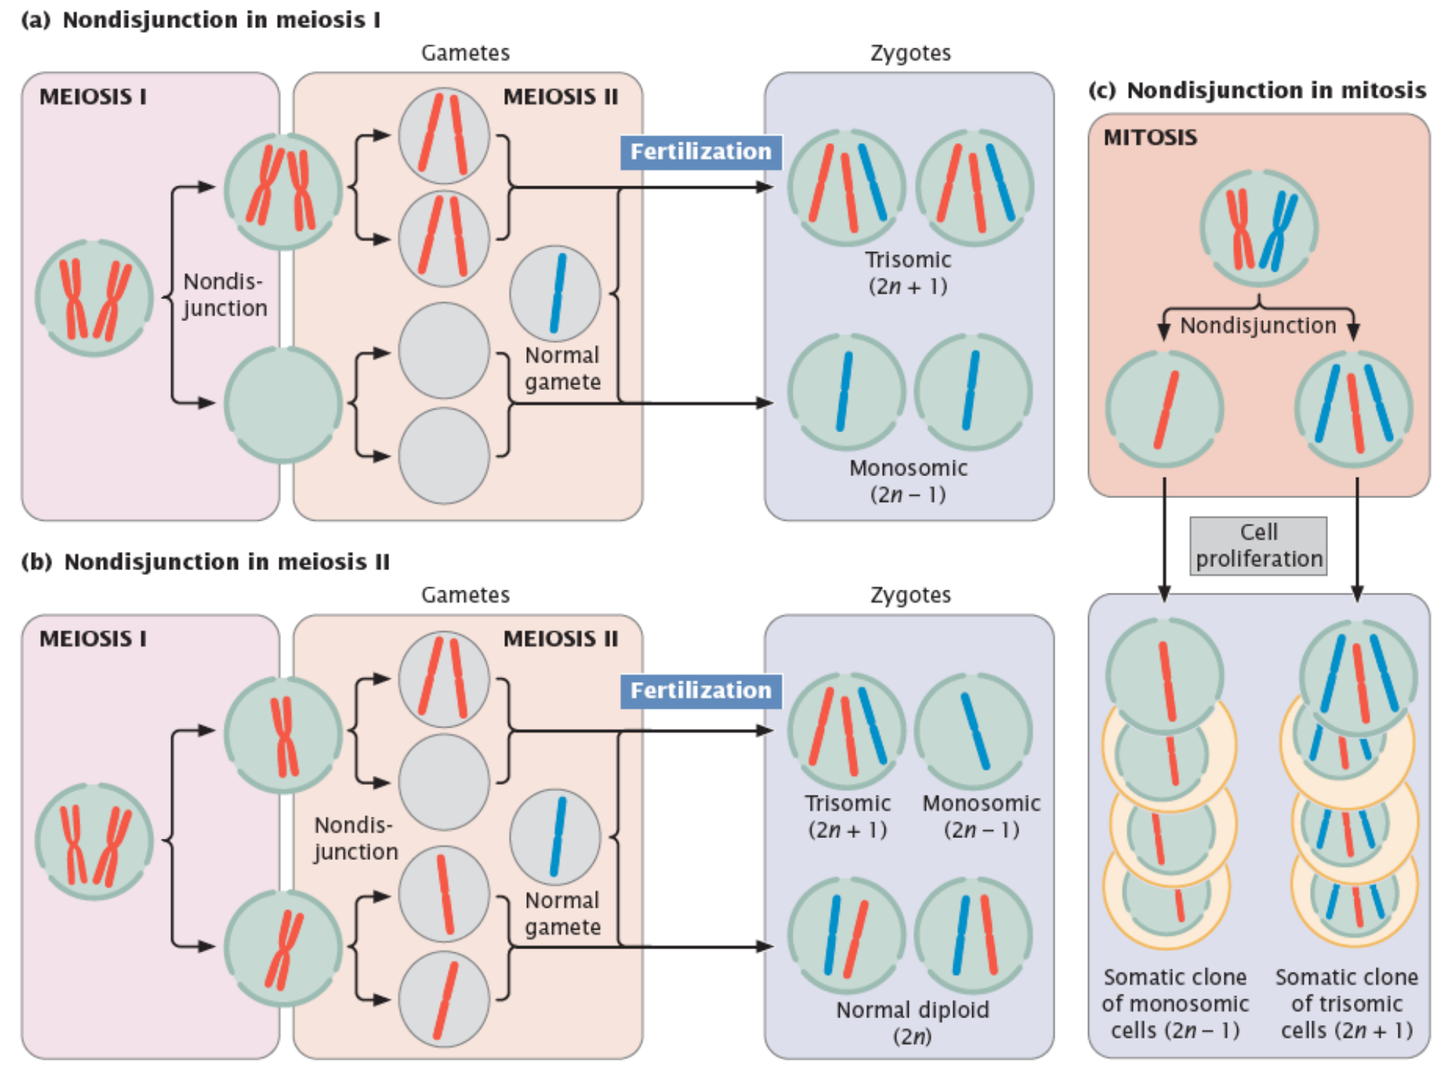 (a) Nondisjunction in meiosis I
Gametes
Zygotes
MEIOSIS I
MEIOSIS II
Nondis-
junction
Fertilization
Normal
gamete
Trisomic
(2n + 1)
Monosomic
(2n – 1)
(b) Nondisjunction in meiosis II
Gametes
Zygotes
MEIOSIS I
MEIOSIS II
Nondis-
junction
Fertilization
Normal
gamete
Trisomic
(2n + 1)
Monosomic
(2n – 1)
Normal diploid
(2n)
(c) Nondisjunction in mitosis
MITOSIS
Nondisjunction
Cell
proliferation
Somatic clone
of monosomic
cells (2n – 1)
Somatic clone
of trisomic
cells (2n + 1)